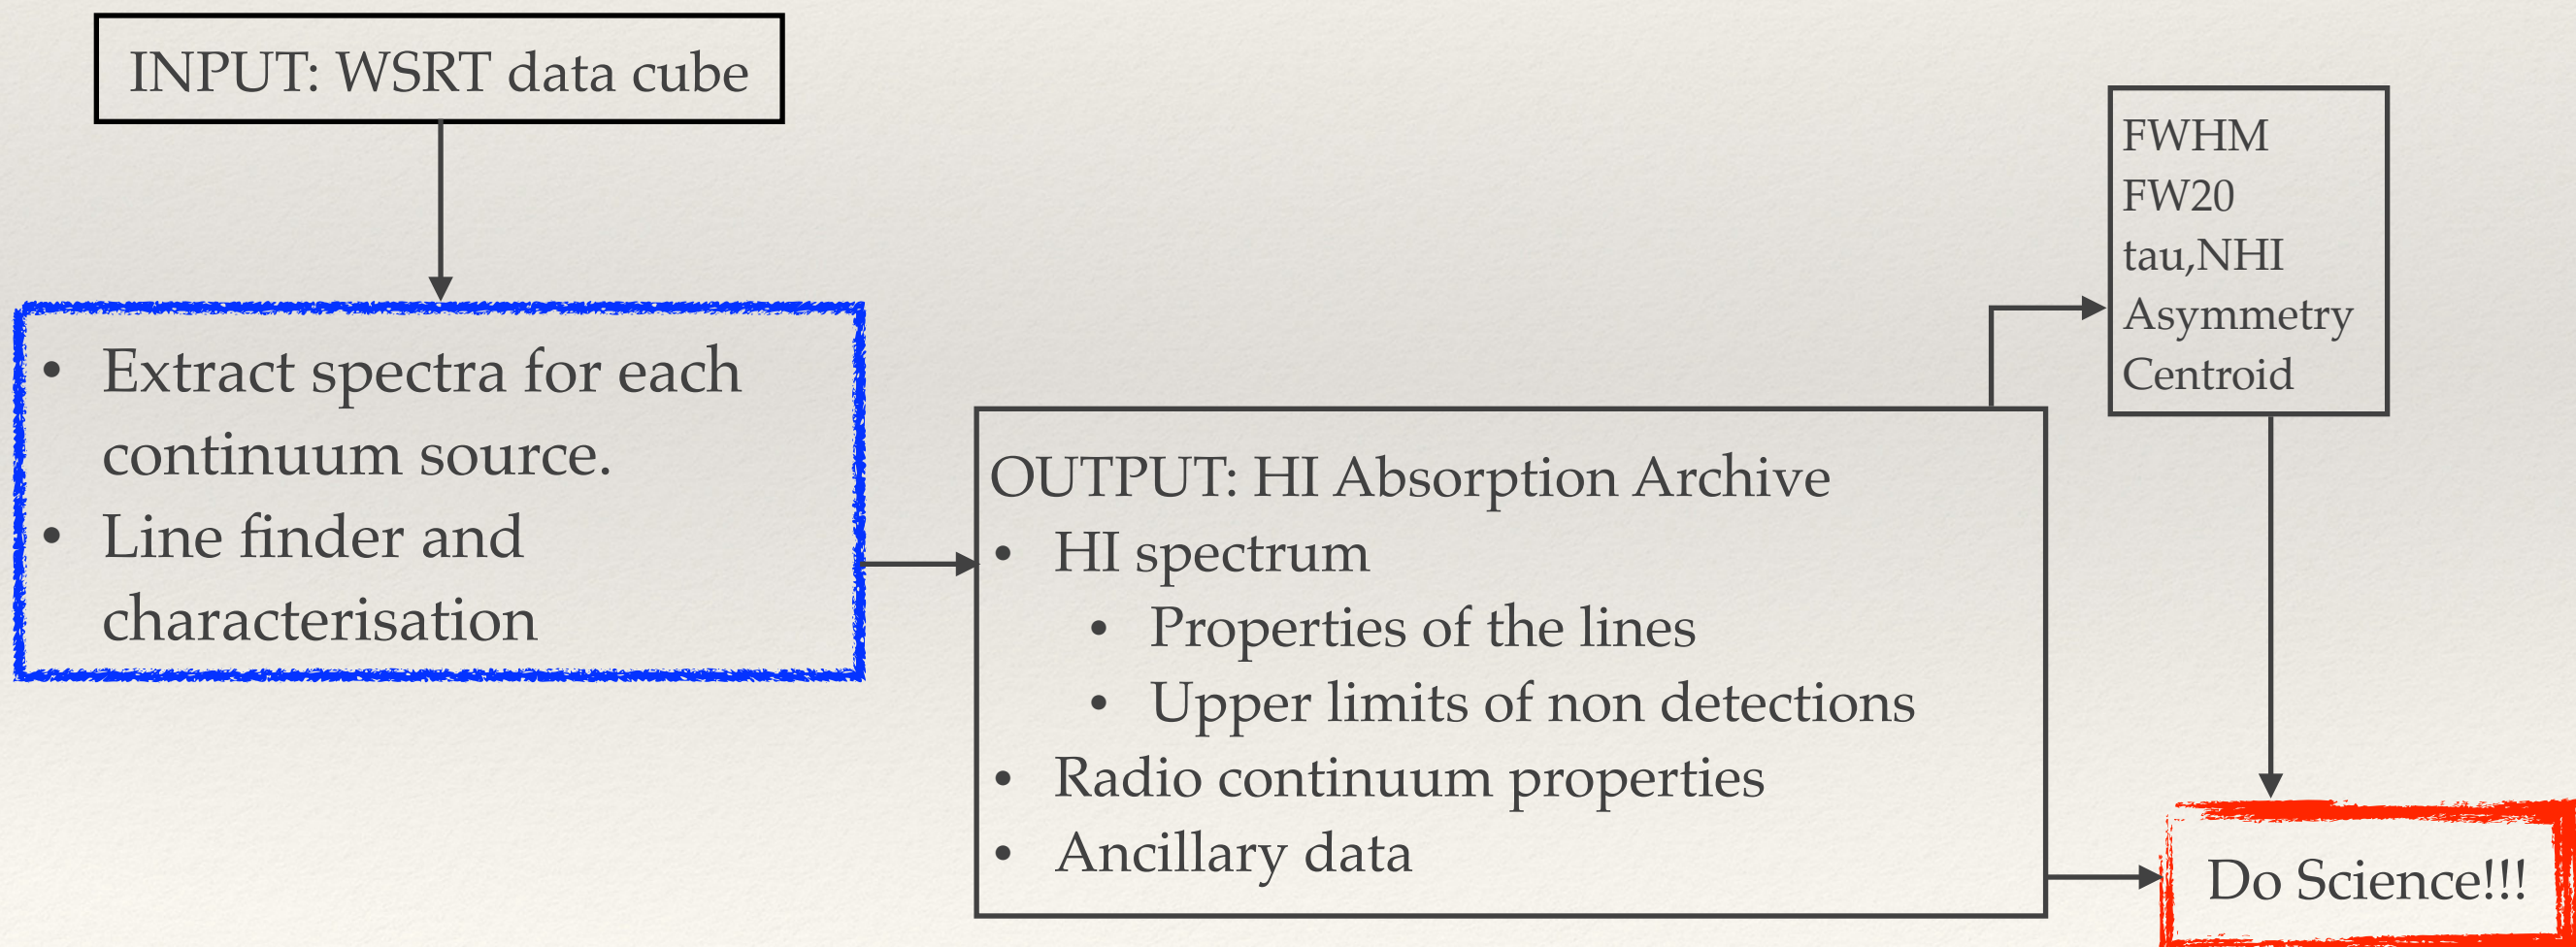 INPUT: WSRT data cube
• Extract spectra for each
continuum source.
• Line finder and
characterisation
OUTPUT: HI Absorption Archive
• HI spectrum
• Properties of the lines
• Upper limits of non detections
• Radio continuum properties
• Ancillary data
FWHM
FW20
tau,NHI
Asymmetry
Centroid
Do Science!!!